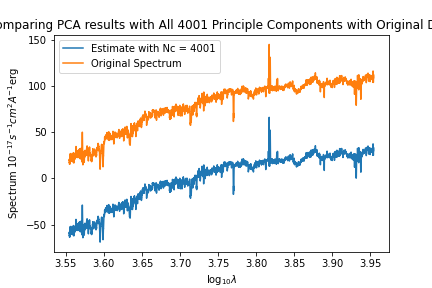 omparing PCA results with All 4001 Principle Components with Original D
Estimate with Nc = 4001
Original Spectrum
Spectrum 10⁻¹⁷s⁻¹cm²A⁻¹erg
150
100
50
0
−50
3.55 3.60 3.65 3.70 3.75 3.80 3.85 3.90 3.95
log₁₀λ